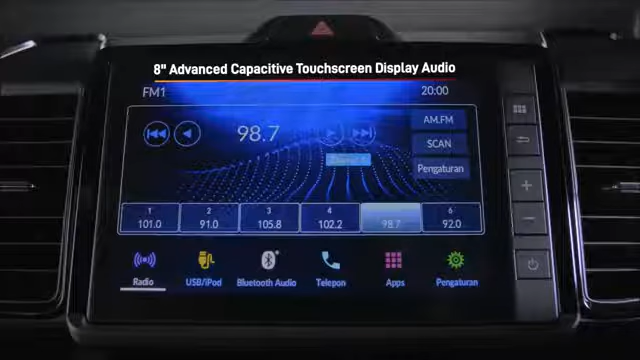 8" Advanced Capacitive Touchscreen Display Audio
FM1
20:00
AM.FM
98.7
SCAN
Pengaturan
1 2 3 4 6
101.0 91.0 105.8 102.2 98.7 92.0
Radio USB/iPod Bluetooth Audio Telepon Apps Pengaturan